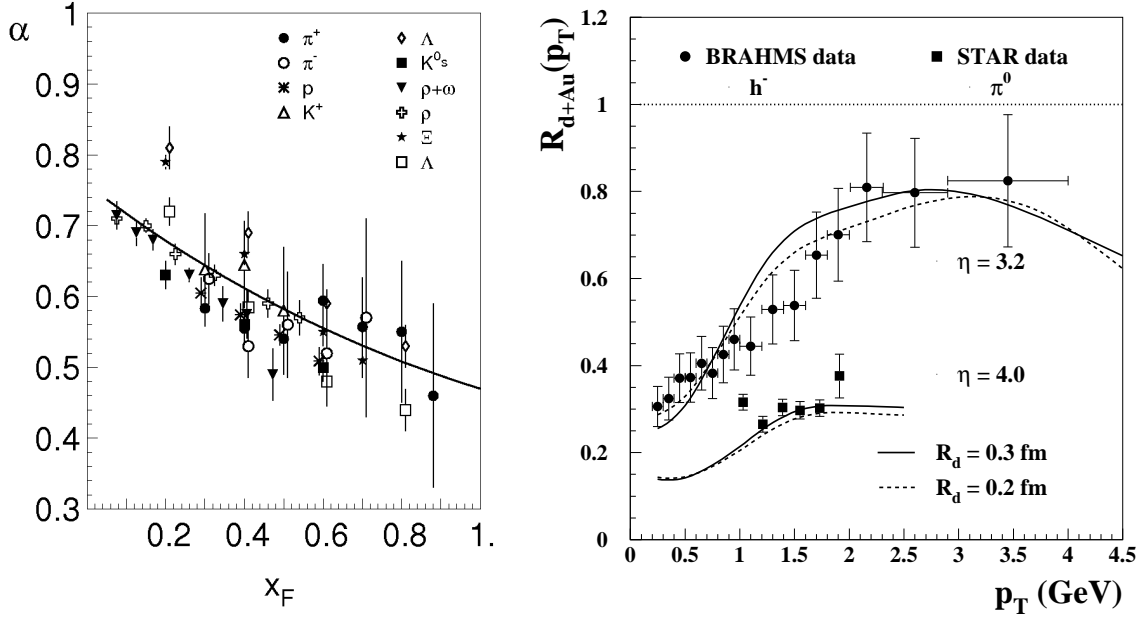 1
α
0.9
0.8
0.7
0.6
0.5
0.4
0.3
0.2 0.4 0.6 0.8 1.
x_F
π⁺ Λ
π⁻ K⁰s
p ρ+ω
K⁺ ρ
Ξ
Λ
R_{d+Au}(p_T)
1.2
1
0.8
0.6
0.4
0.2
0
BRAHMS data STAR data
h⁻ π⁰
η = 3.2
η = 4.0
R_d = 0.3 fm
R_d = 0.2 fm
0 0.5 1 1.5 2 2.5 3 3.5 4 4.5
p_T (GeV)